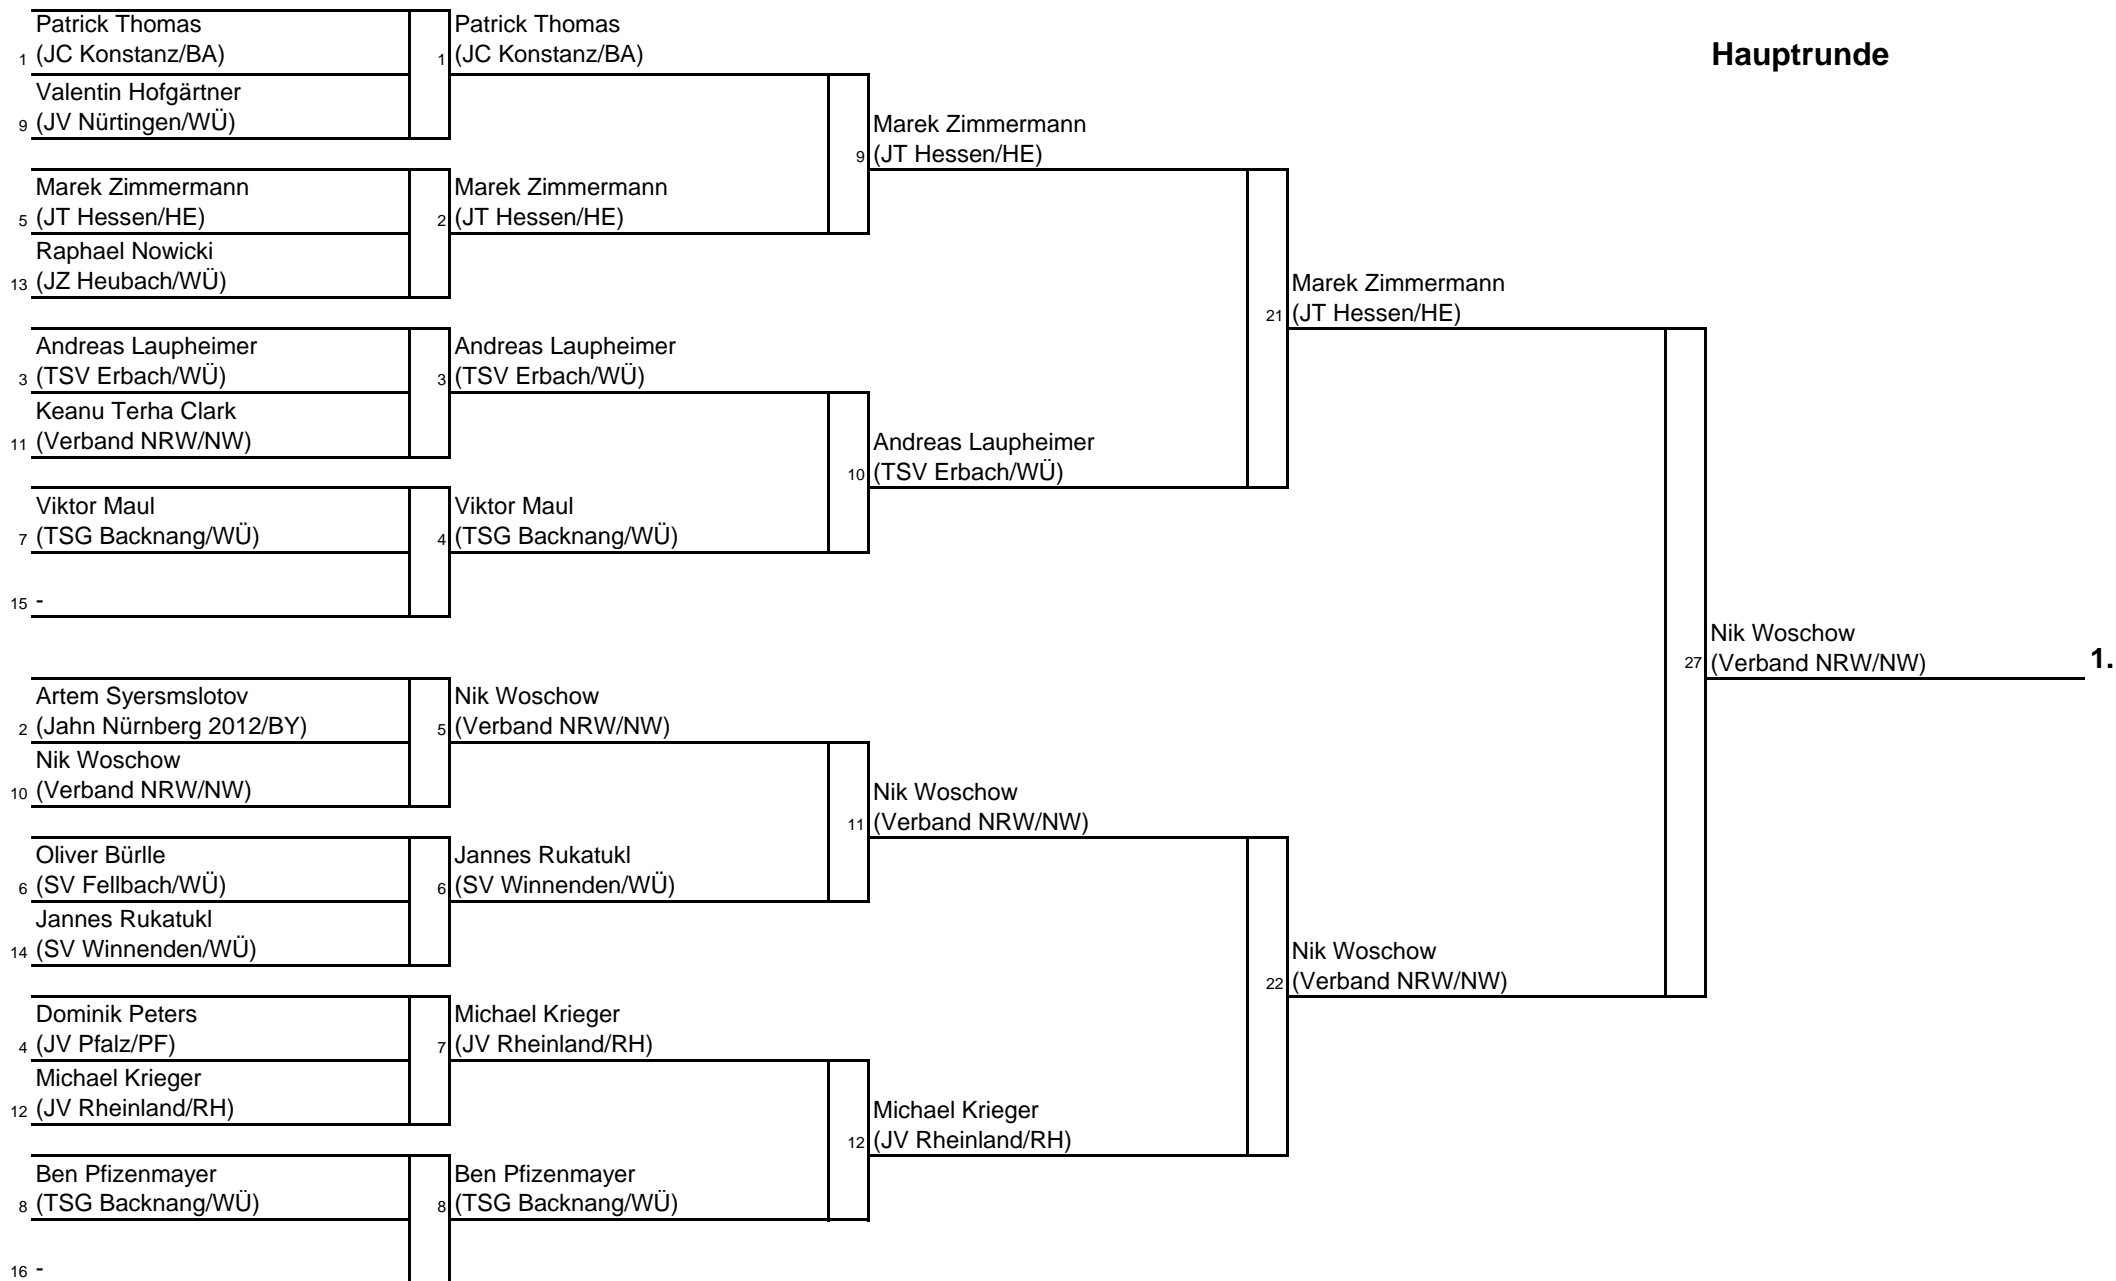 Hauptrunde
Patrick Thomas
1 (JC Konstanz/BA)
Valentin Hofgärtner
9 (JV Nürtingen/WÜ)
Marek Zimmermann
5 (JT Hessen/HE)
Raphael Nowicki
13 (JZ Heubach/WÜ)
Andreas Laupheimer
3 (TSV Erbach/WÜ)
Keanu Terha Clark
11 (Verband NRW/NW)
Viktor Maul
7 (TSG Backnang/WÜ)
15 -
Artem Syersmslotov
2 (Jahn Nürnberg 2012/BY)
Nik Woschow
10 (Verband NRW/NW)
Oliver Bürlle
6 (SV Fellbach/WÜ)
Jannes Rukatukl
14 (SV Winnenden/WÜ)
Dominik Peters
4 (JV Pfalz/PF)
Michael Krieger
12 (JV Rheinland/RH)
Ben Pfizenmayer
8 (TSG Backnang/WÜ)
16 -
Patrick Thomas
1 (JC Konstanz/BA)
Marek Zimmermann
2 (JT Hessen/HE)
Andreas Laupheimer
3 (TSV Erbach/WÜ)
Viktor Maul
4 (TSG Backnang/WÜ)
Nik Woschow
5 (Verband NRW/NW)
Jannes Rukatukl
6 (SV Winnenden/WÜ)
Michael Krieger
7 (JV Rheinland/RH)
Ben Pfizenmayer
8 (TSG Backnang/WÜ)
Marek Zimmermann
9 (JT Hessen/HE)
Andreas Laupheimer
10 (TSV Erbach/WÜ)
Nik Woschow
11 (Verband NRW/NW)
Michael Krieger
12 (JV Rheinland/RH)
Marek Zimmermann
21 (JT Hessen/HE)
Nik Woschow
22 (Verband NRW/NW)
Nik Woschow
27 (Verband NRW/NW) 1.